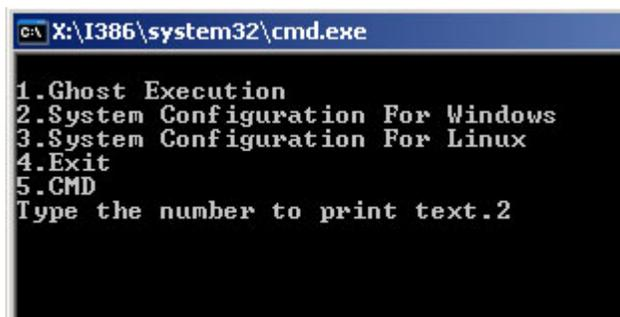 X:\I386\system32\cmd.exe
1.Ghost Execution
2.System Configuration For Windows
3.System Configuration For Linux
4.Exit
5.CMD
Type the number to print text.2